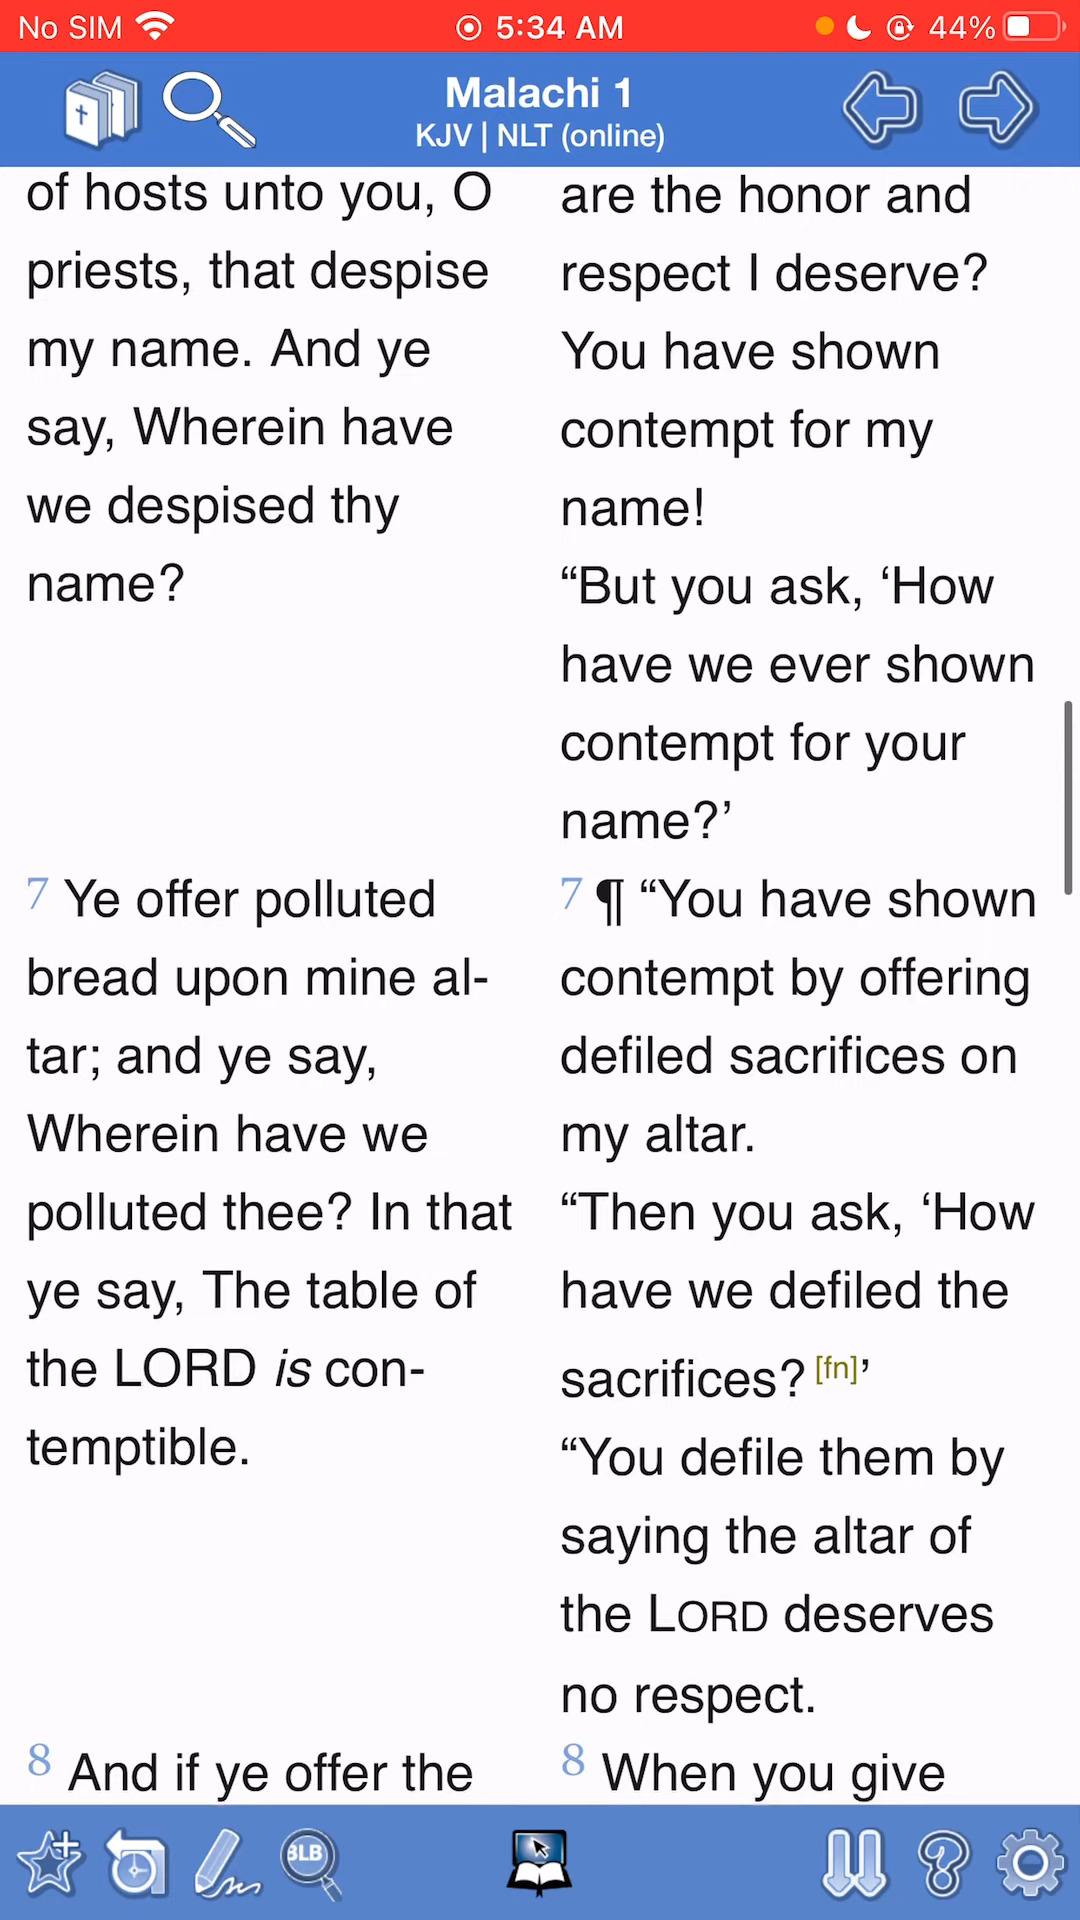 No SIM
5:34 AM
44%
Malachi 1
KJV | NLT (online)
of hosts unto you, O
priests, that despise
my name. And ye
say, Wherein have
we despised thy
name?
7 Ye offer polluted
bread upon mine al-
tar; and ye say,
Wherein have we
polluted thee? In that
ye say, The table of
the LORD is con-
temptible.
8 And if ye offer the
are the honor and
respect I deserve?
You have shown
contempt for my
name!
“But you ask, ‘How
have we ever shown
contempt for your
name?’
7 ¶ “You have shown
contempt by offering
defiled sacrifices on
my altar.
“Then you ask, ‘How
have we defiled the
sacrifices? [fn]’
“You defile them by
saying the altar of
the LORD deserves
no respect.
8 When you give
BLB